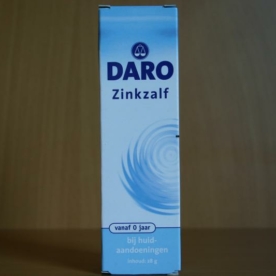 DARO
Zinkzalf
vanaf 0 jaar
bij huid-
aandoeningen